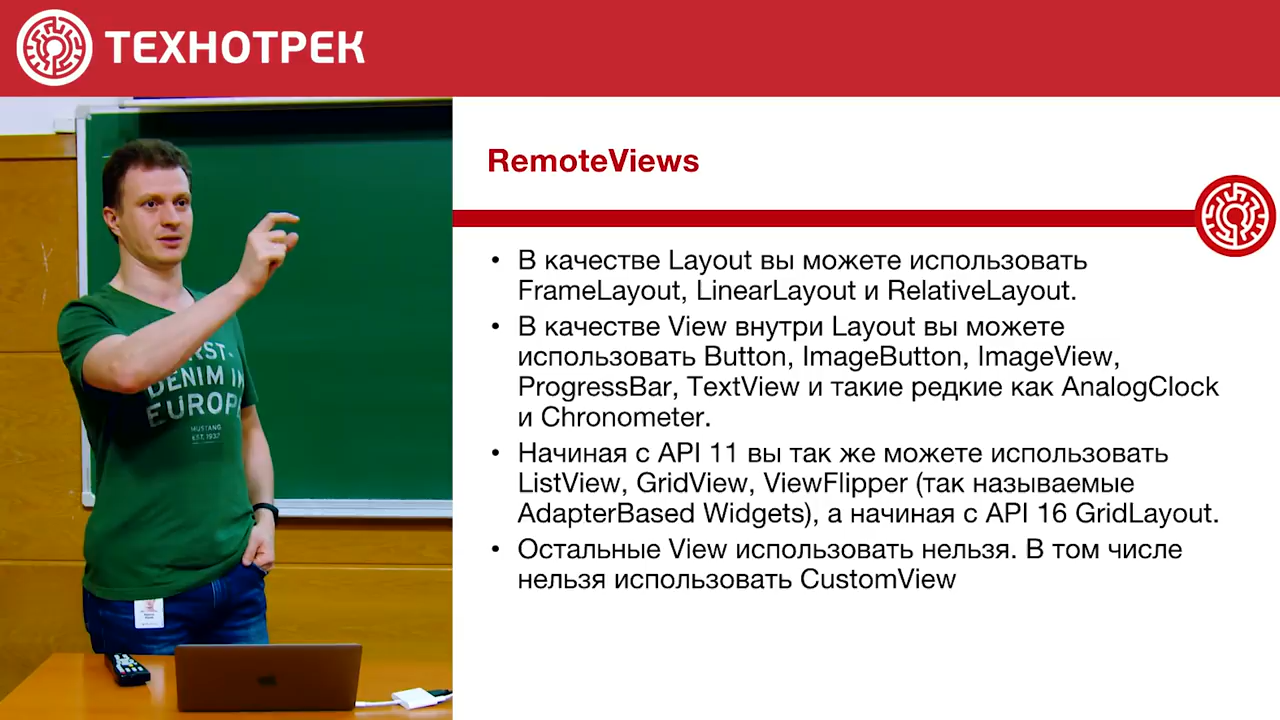 ТЕХНОТРЕК
RemoteViews
• В качестве Layout вы можете использовать
FrameLayout, LinearLayout и RelativeLayout.
• В качестве View внутри Layout вы можете
использовать Button, ImageButton, ImageView,
ProgressBar, TextView и такие редкие как AnalogClock
и Chronometer.
• Начиная с API 11 вы так же можете использовать
ListView, GridView, ViewFlipper (так называемые
AdapterBased Widgets), а начиная с API 16 GridLayout.
• Остальные View использовать нельзя. В том числе
нельзя использовать CustomView
DENIM IN
EUROP
MUSTANG
EST. 1932